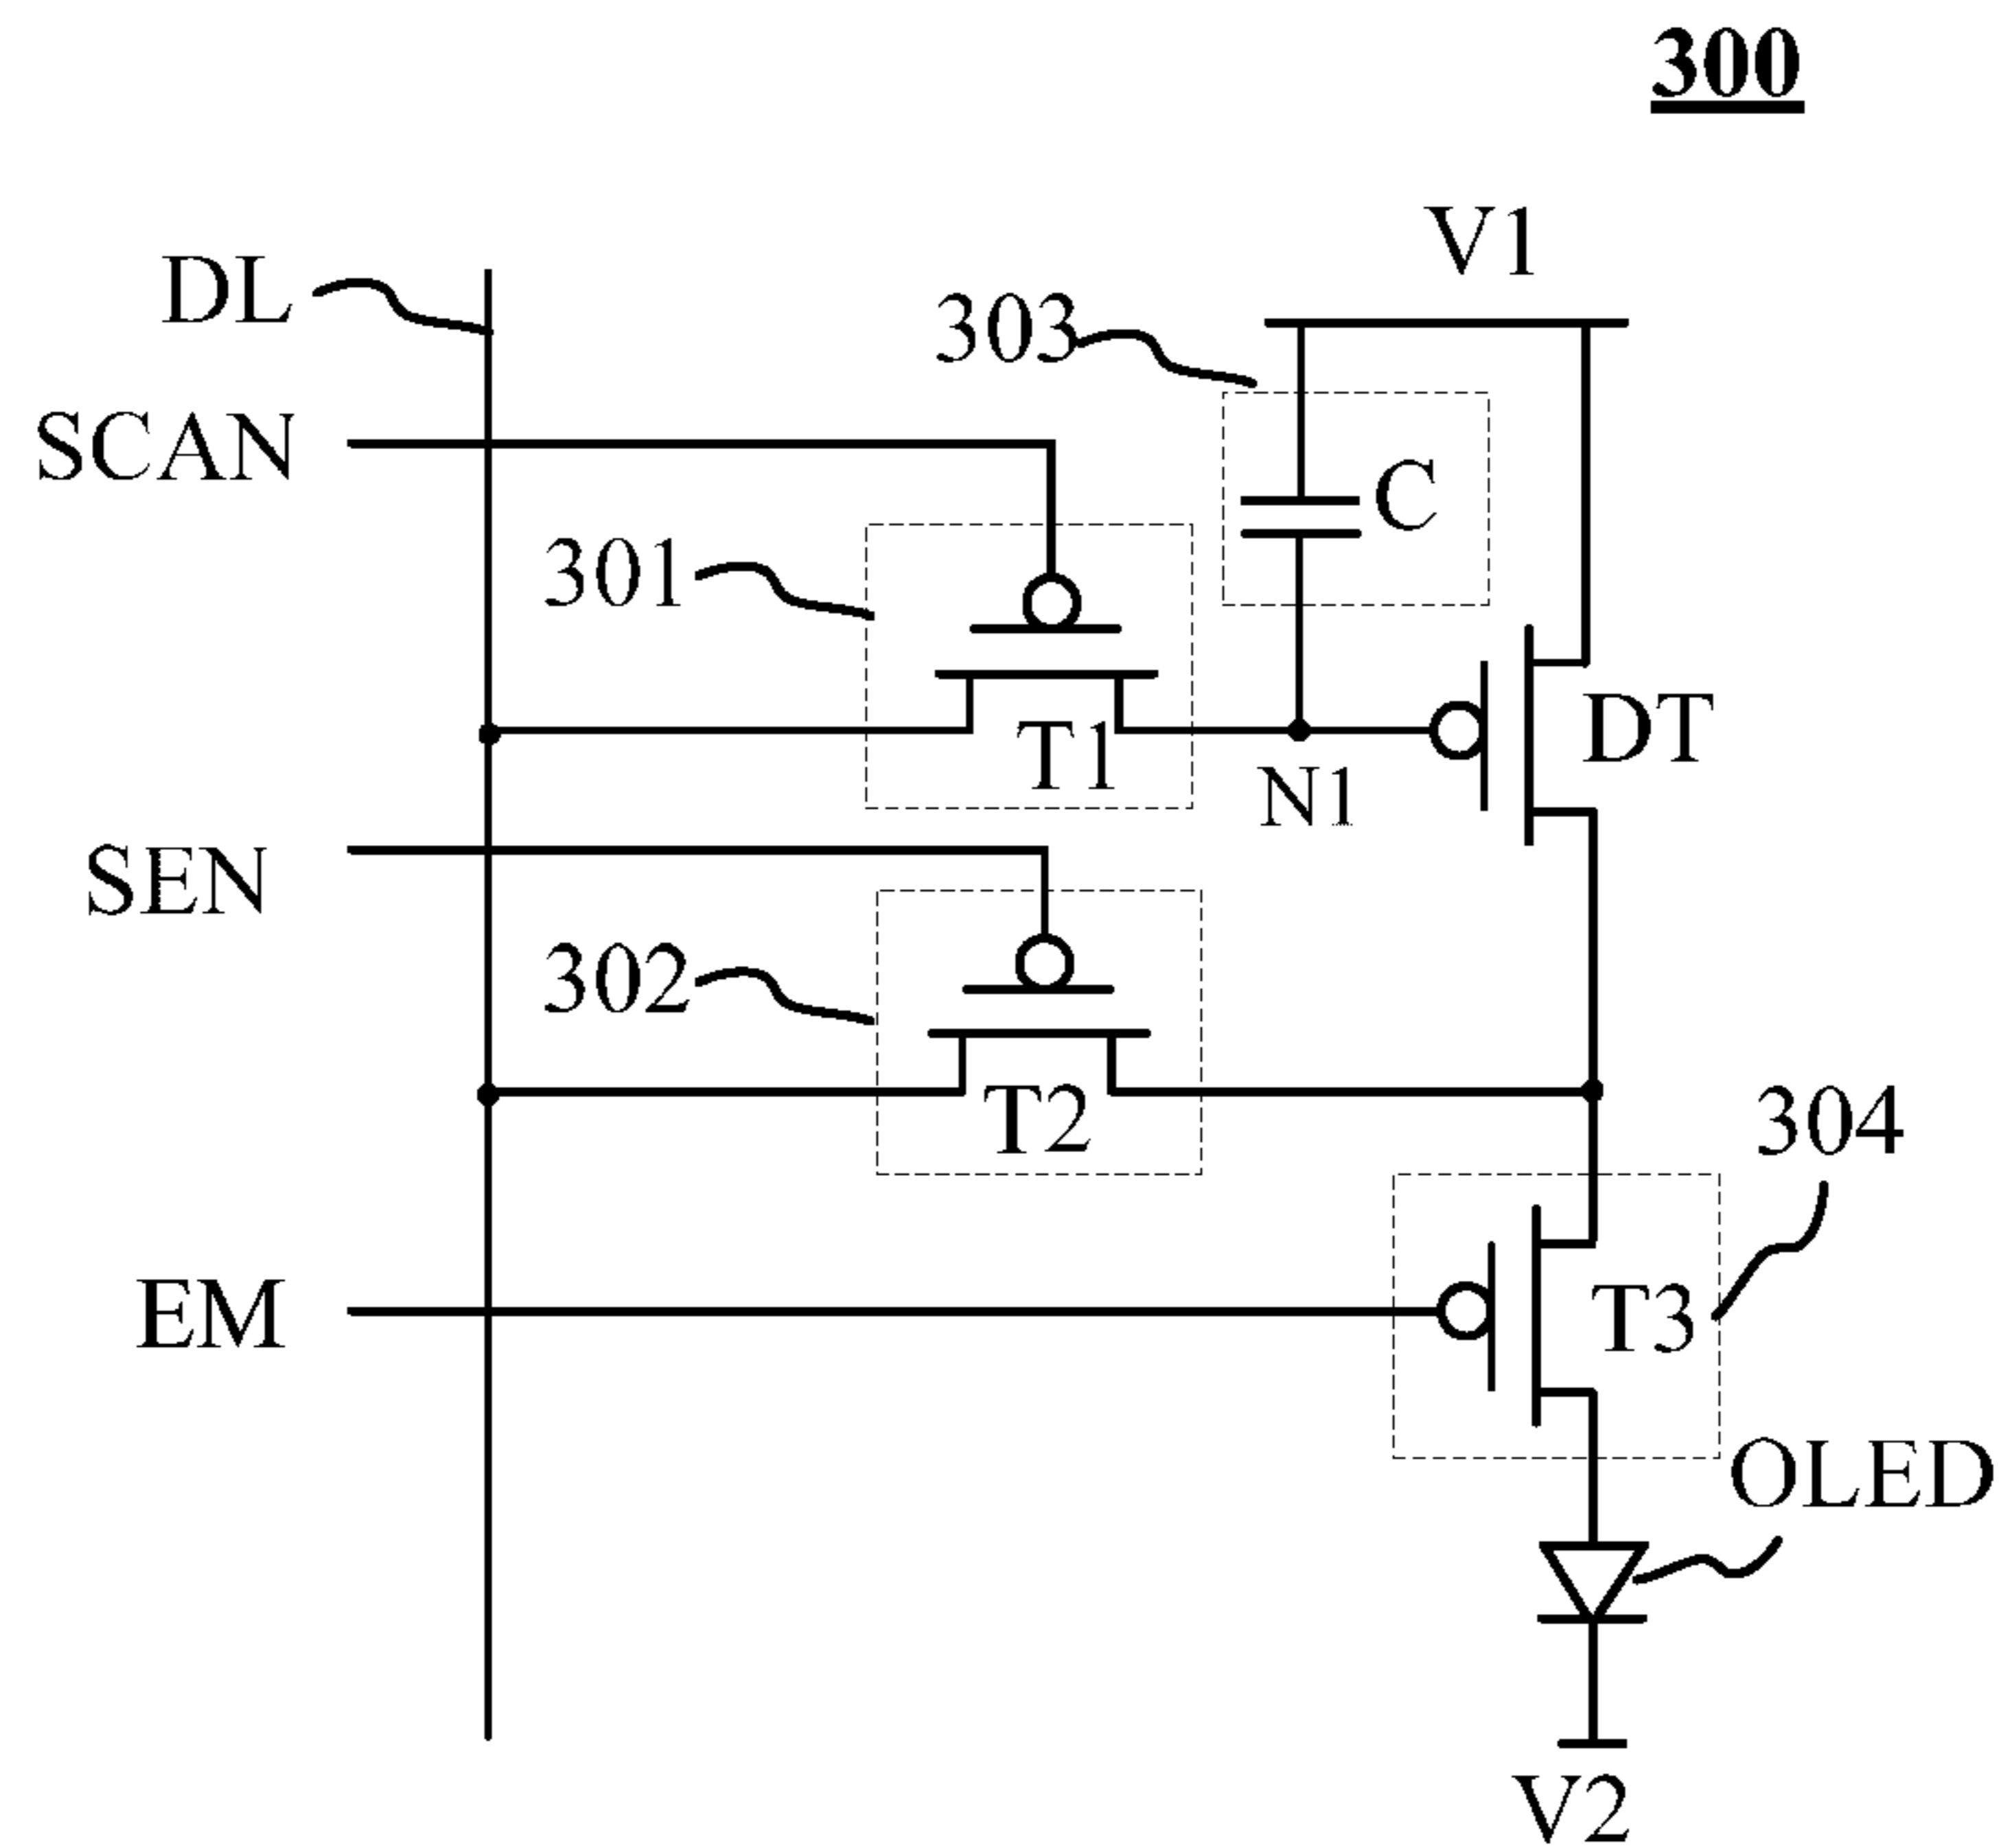 300
V1
DL
303
SCAN
C
301
DT
T1
N1
SEN
302
T2
304
EM
T3
OLED
V2